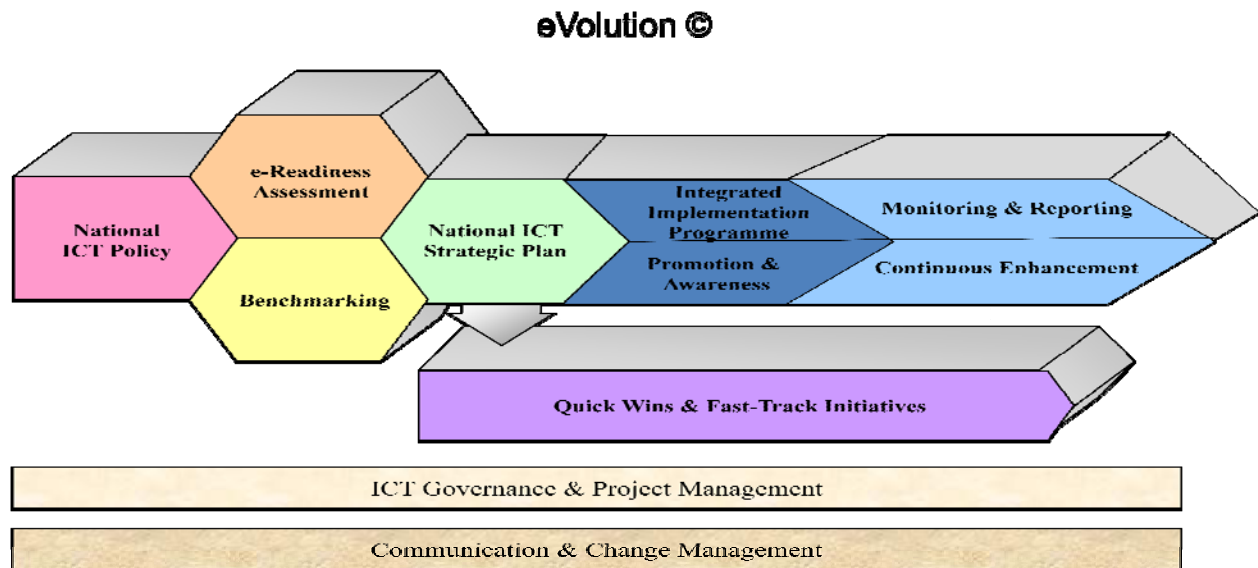 eVolution ©
e-Readiness
Assessment
National
ICT Policy
Benchmarking
National ICT
Strategic Plan
Integrated
Implementation
Programme
Promotion &
Awareness
Monitoring & Reporting
Continuous Enhancement
Quick Wins & Fast-Track Initiatives
ICT Governance & Project Management
Communication & Change Management